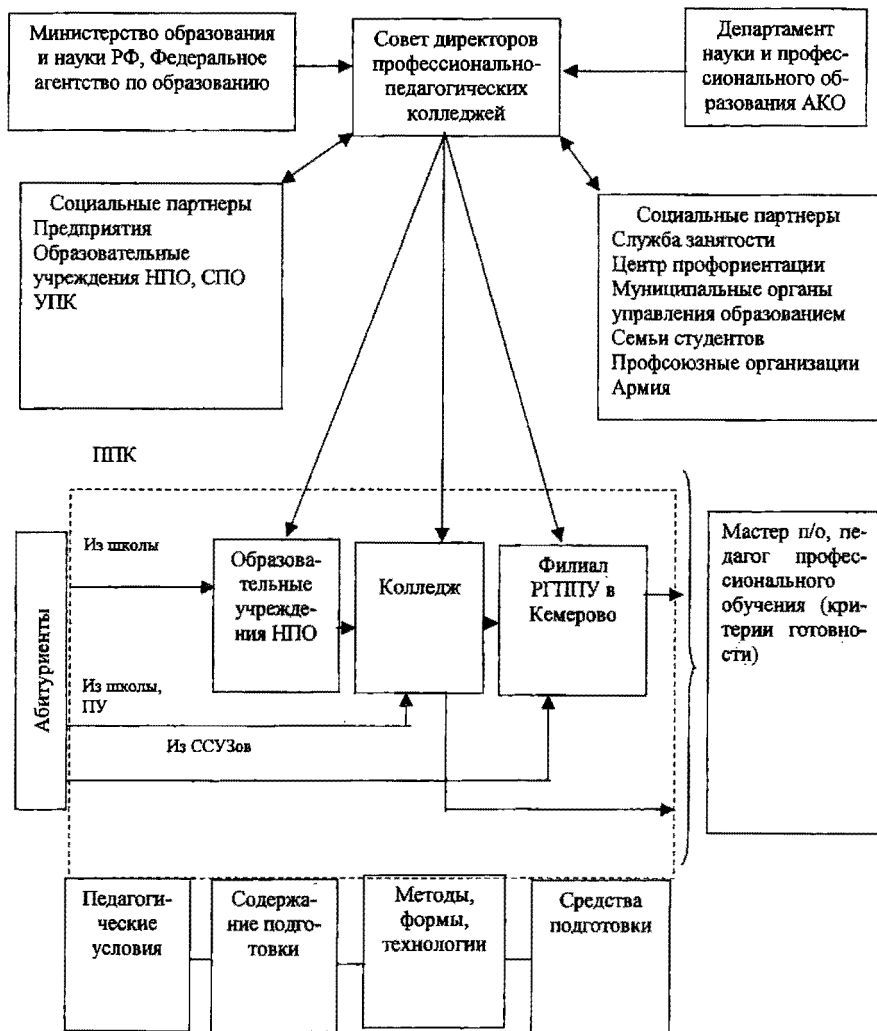 Министерство образования
и науки РФ, Федеральное
агентство по образованию
Совет директоров
профессионально-
педагогических
колледжей
Департамент
науки и профес-
сионального об-
разования АКО
Социальные партнеры
Предприятия
Образовательные
учреждения НПО, СПО
УПК
Социальные партнеры
Служба занятости
Центр профориентации
Муниципальные органы
управления образованием
Семьи студентов
Профсоюзные организации
Армия
ППК
Абитуриенты
Из школы
Образова-
тельные
учрежде-
ния НПО
Колледж
Филиал
РГППУ в
Кемерово
Мастер п/о, пе-
дагог профес-
сионального
обучения (кри-
терии готовно-
сти)
Из школы,
ПУ
Из ССУЗов
Педагоги-
ческие
условия
Содержа-
ние подго-
товки
Методы,
формы,
технологии
Средства
подготовки